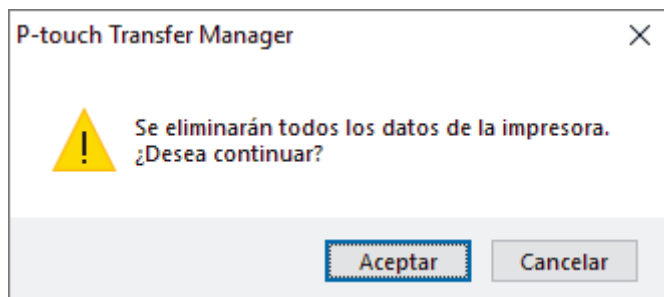 P-touch Transfer Manager
Se eliminarán todos los datos de la impresora.
¿Desea continuar?
Aceptar
Cancelar